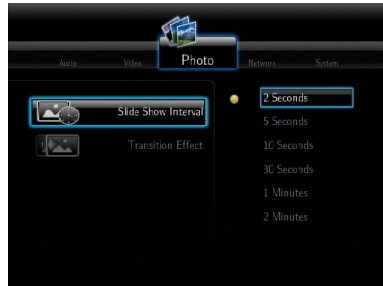 Audio Video Photo Network System
Slide Show Interval
Transition Effect
2 Seconds
5 Seconds
10 Seconds
30 Seconds
1 Minutes
2 Minutes